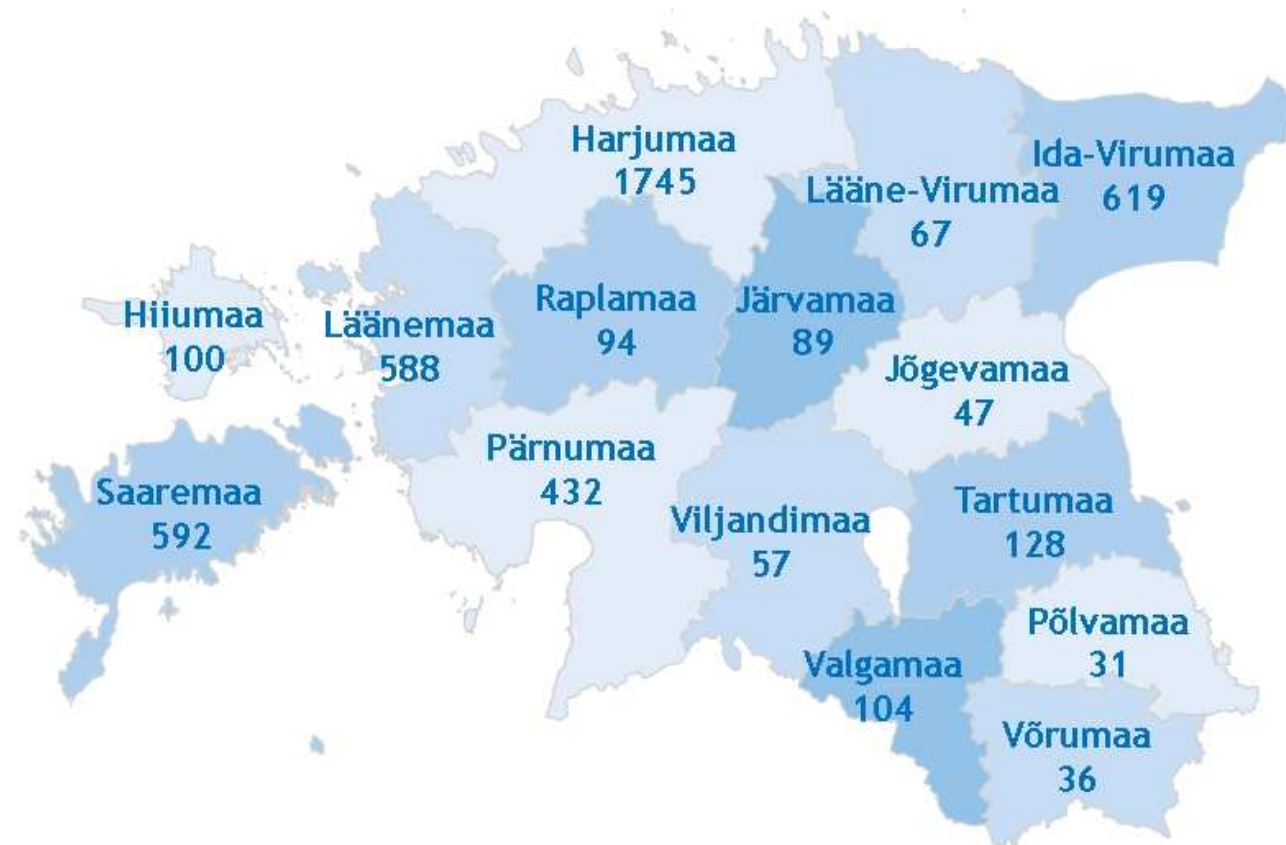 Harjumaa
1745
Ida-Virumaa
619
Lääne-Virumaa
67
Hiiumaa
100
Läänemaa
588
Raplamaa
94
Järvamaa
89
Jõgevamaa
47
Pärnumaa
432
Saaremaa
592
Viljandimaa
57
Tartumaa
128
Põlvamaa
31
Valgamaa
104
Võrumaa
36